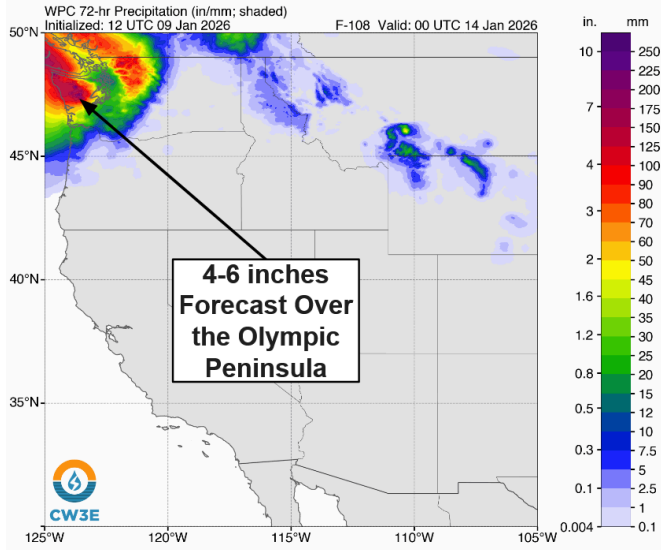 WPC 72-hr Precipitation (in/mm; shaded)
Initialized: 12 UTC 09 Jan 2026 F-108 Valid: 00 UTC 14 Jan 2026
in. mm
50°N
45°N
40°N
35°N
125°W 120°W 115°W 110°W 105°W
4-6 inches
Forecast Over
the Olympic
Peninsula
CW3E
10 250
225
200
7 175
150
125
4 100
90
3 80
70
60
2 50
45
1.6 40
35
1.2 30
25
0.8 20
15
0.5 12
10
0.3 7.5
5
0.1 2.5
1
0.004 0.1